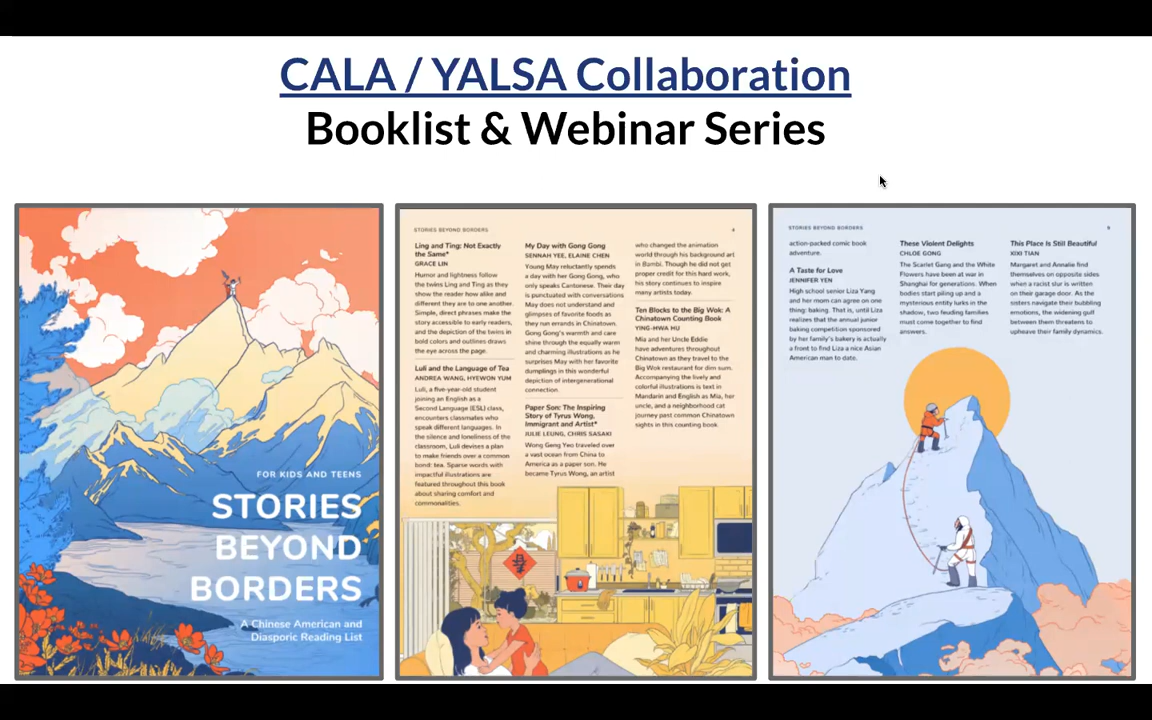 CALA / YALSA Collaboration
Booklist & Webinar Series
FOR KIDS AND TEENS
STORIES
BEYOND
BORDERS
A Chinese American and
Diasporic Reading List
STORIES BEYOND BORDERS
4
Ling and Ting: Not Exactly
the Same*
GRACE LIN
Humor and lightness follow
the twins Ling and Ting as they
show the reader how alike and
different they are to one another.
Simple, direct phrases make the
story accessible to early readers,
and the depiction of the twins in
bold colors and outlines draws
the eye across the page.
Luli and the Language of Tea
ANDREA WANG, HYEWON YUM
Luli, a five-year-old student
joining an English as a
Second Language (ESL) class,
encounters classmates who
speak different languages. In
the silence and loneliness of the
classroom, Luli devises a plan
to make friends over a common
bond: tea. Sparse words with
impactful illustrations are
featured throughout this book
about sharing comfort and
commonalities.
My Day with Gong Gong
SENNAH YEE, ELAINE CHEN
Young May reluctantly spends
a day with her Gong Gong, who
only speaks Cantonese. Their day
is punctuated with conversations
May does not understand and
glimpses of favorite foods as
they run errands in Chinatown.
Gong Gong's warmth and care
shine through the equally warm
and charming illustrations as he
surprises May with her favorite
dumplings in this wonderful
depiction of intergenerational
connection.
Paper Son: The Inspiring
Story of Tyrus Wong,
Immigrant and Artist*
JULIE LEUNG, CHRIS SASAKI
Wong Geng Yeo traveled over
a vast ocean from China to
America as a paper son. He
became Tyrus Wong, an artist
who changed the animation
world through his background art
in Bambi. Though he did not get
proper credit for this hard work,
his story continues to inspire
many artists today.
Ten Blocks to the Big Wok: A
Chinatown Counting Book
YING-HWA HU
Mia and her Uncle Eddie
have adventures throughout
Chinatown as they travel to the
Big Wok restaurant for dim sum.
Accompanying the lively and
colorful illustrations is text in
Mandarin and English as Mia, her
uncle, and a neighborhood cat
journey past common Chinatown
sights in this counting book.
STORIES BEYOND BORDERS
action-packed comic book
adventure.
A Taste for Love
JENNIFER YEN
High school senior Liza Yang
and her mom can agree on one
thing: baking. That is, until Liza
realizes that the annual junior
baking competition sponsored
by her family's bakery is actually
a front to find Liza a nice Asian
American man to date.
These Violent Delights
CHLOE GONG
The Scarlet Gang and the White
Flowers have been at war in
Shanghai for generations. When
bodies start piling up and a
mysterious entity lurks in the
shadow, two feuding families
must come together to find
answers.
This Place Is Still Beautiful
XIXI TIAN
Margaret and Annalie find
themselves on opposite sides
when a racist slur is written
on their garage door. As the
sisters navigate their bubbling
emotions, the widening gulf
between them threatens to
upheave their family dynamics.